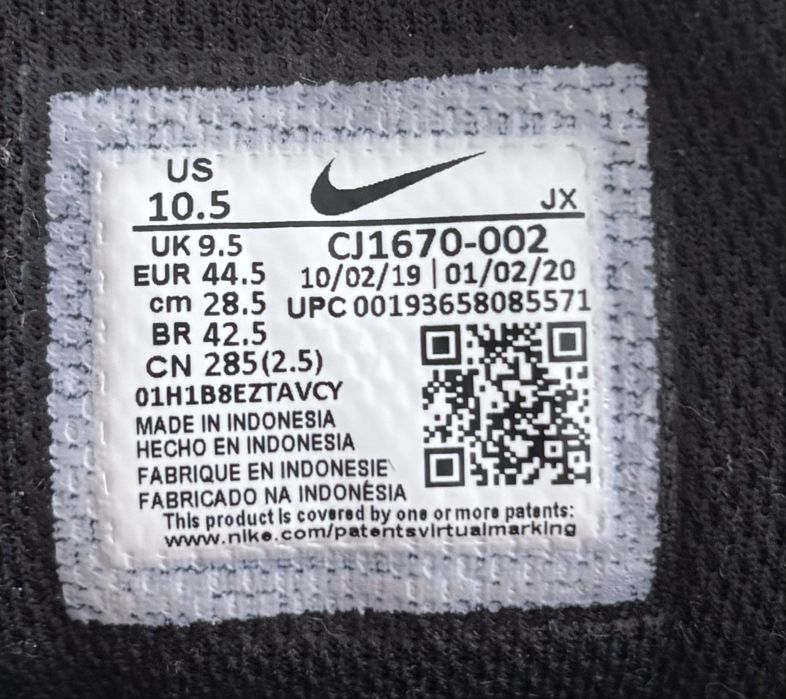 US
10.5
JX
UK 9.5
CJ1670-002
EUR 44.5
10/02/19 | 01/02/20
cm 28.5
UPC 00193658085571
BR 42.5
CN 285(2.5)
01H1B8EZTAVCY
MADE IN INDONESIA
HECHO EN INDONESIA
FABRIQUE EN INDONESIE
FABRICADO NA INDONÉSIA
This product is covered by one or more patents:
www.nike.com/patentsvirtualmarking